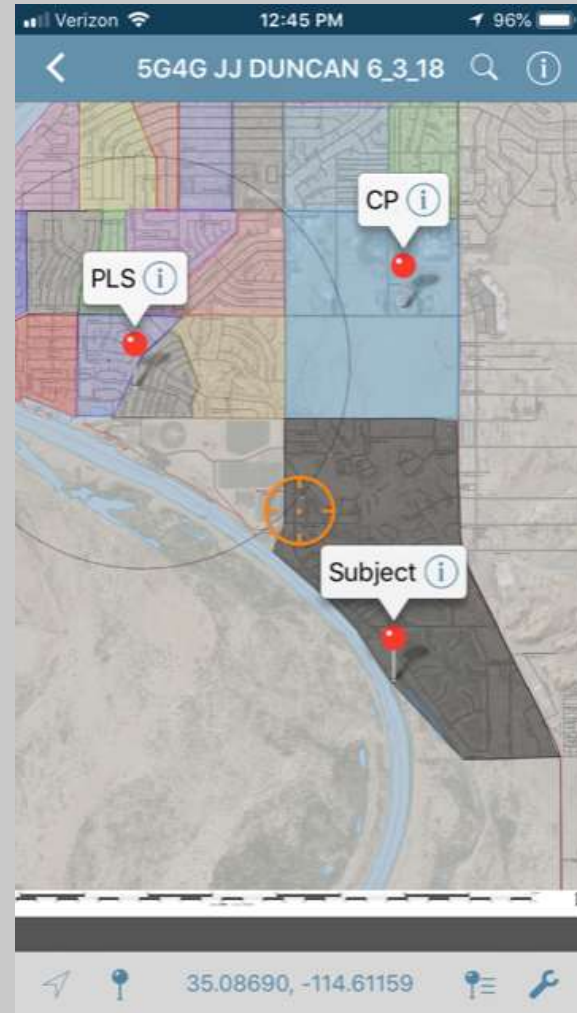 Verizon 12:45 PM 96%
5G4G JJ DUNCAN 6_3_18
CP
PLS
Subject
35.08690, -114.61159